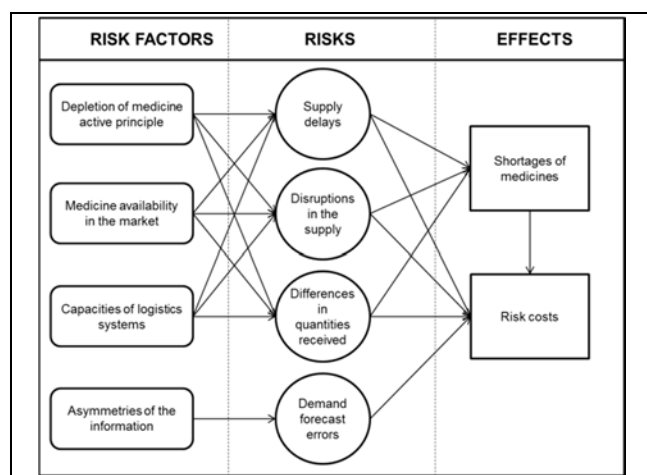 RISK FACTORS
RISKS
EFFECTS
Depletion of medicine
active principle
Medicine availability
in the market
Capacities of logistics
systems
Asymmetries of the
information
Supply
delays
Disruptions in
the supply
Differences in
quantities
received
Demand
forecast
errors
Shortages of
medicines
Risk costs